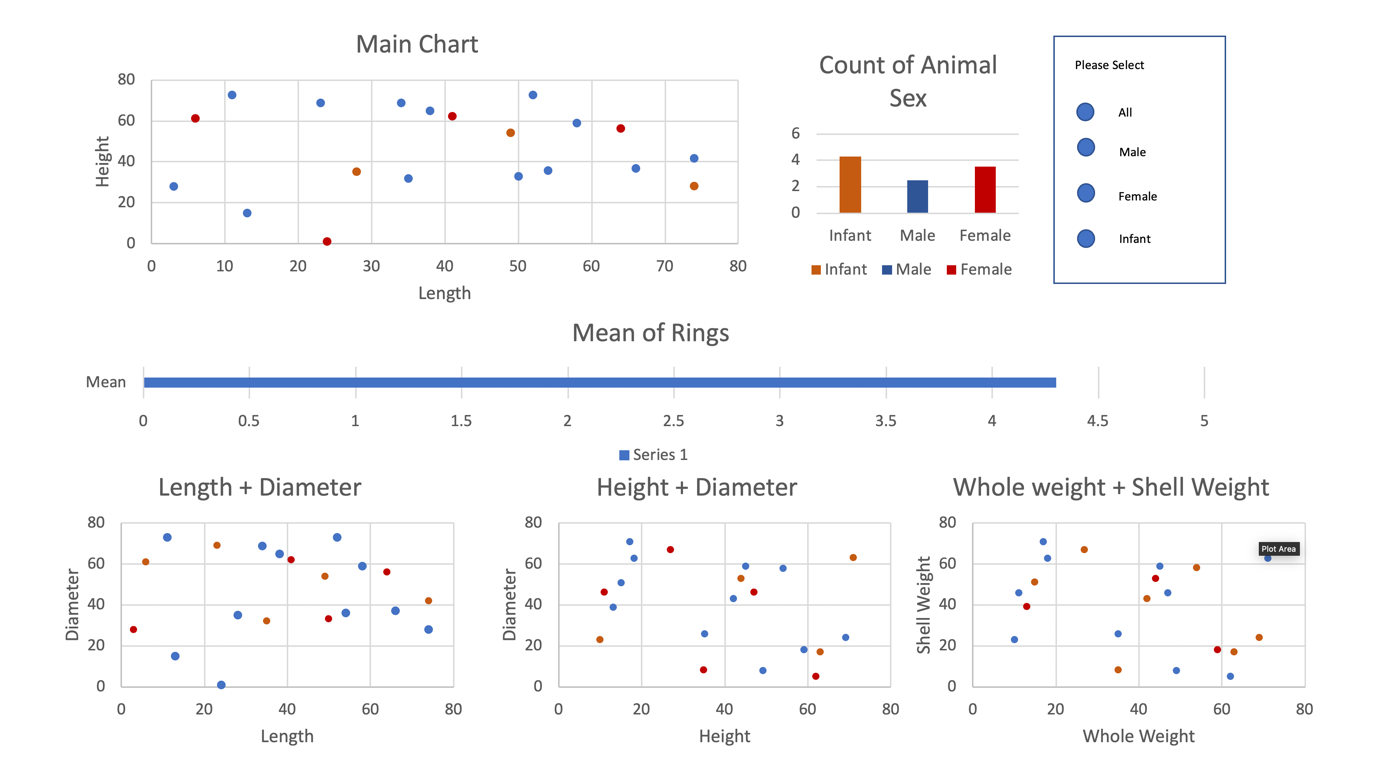 Main Chart
80
60
40
20
0
Height
0 10 20 30 40 50 60 70 80
Length
Count of Animal
Sex
6
4
2
0
Infant Male Female
Infant Male Female
Please Select
All
Male
Female
Infant
Mean of Rings
Mean
0 0.5 1 1.5 2 2.5 3 3.5 4 4.5 5
Series 1
Length + Diameter
80
60
40
20
0
Diameter
0 20 40 60 80
Length
Height + Diameter
80
60
40
20
0
Diameter
0 20 40 60 80
Height
Whole weight + Shell Weight
80
60
40
20
0
Shell Weight
Plot Area
0 20 40 60 80
Whole Weight